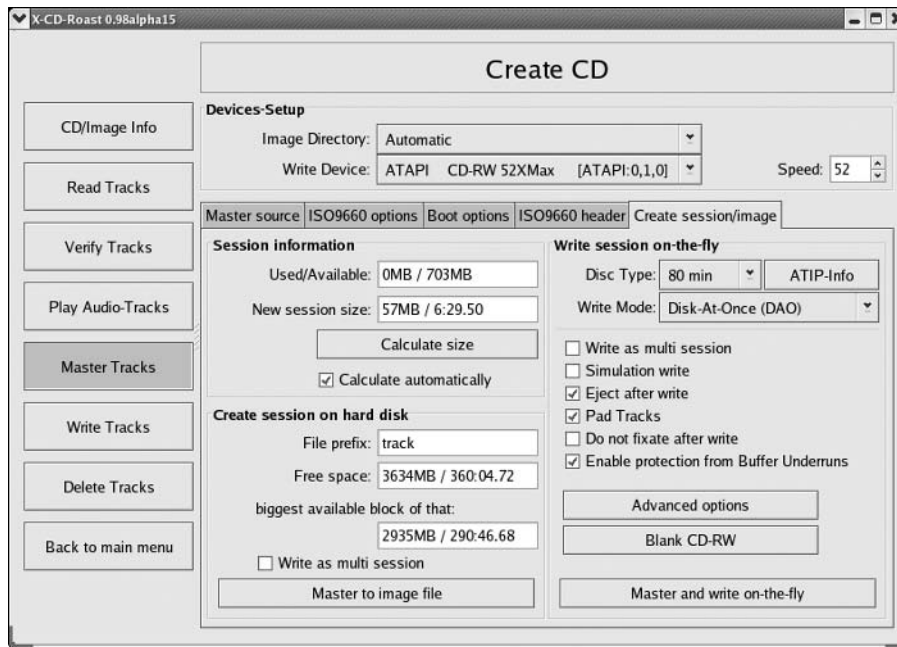 X-CD-Roast 0.98alpha15
Create CD
CD/Image Info
Read Tracks
Verify Tracks
Play Audio-Tracks
Master Tracks
Write Tracks
Delete Tracks
Back to main menu
Devices-Setup
Image Directory: Automatic
Write Device: ATAPI CD-RW 52XMax [ATAPI:0,1,0]
Speed: 52
Master source ISO9660 options Boot options ISO9660 header Create session/image
Session information
Used/Available: 0MB / 703MB
New session size: 57MB / 6:29.50
Calculate size
Calculate automatically
Create session on hard disk
File prefix: track
Free space: 3634MB / 360:04.72
biggest available block of that:
2935MB / 290:46.68
Write as multi session
Master to image file
Write session on-the-fly
Disc Type: 80 min ATIP-Info
Write Mode: Disk-At-Once (DAO)
Write as multi session
Simulation write
Eject after write
Pad Tracks
Do not fixate after write
Enable protection from Buffer Underruns
Advanced options
Blank CD-RW
Master and write on-the-fly